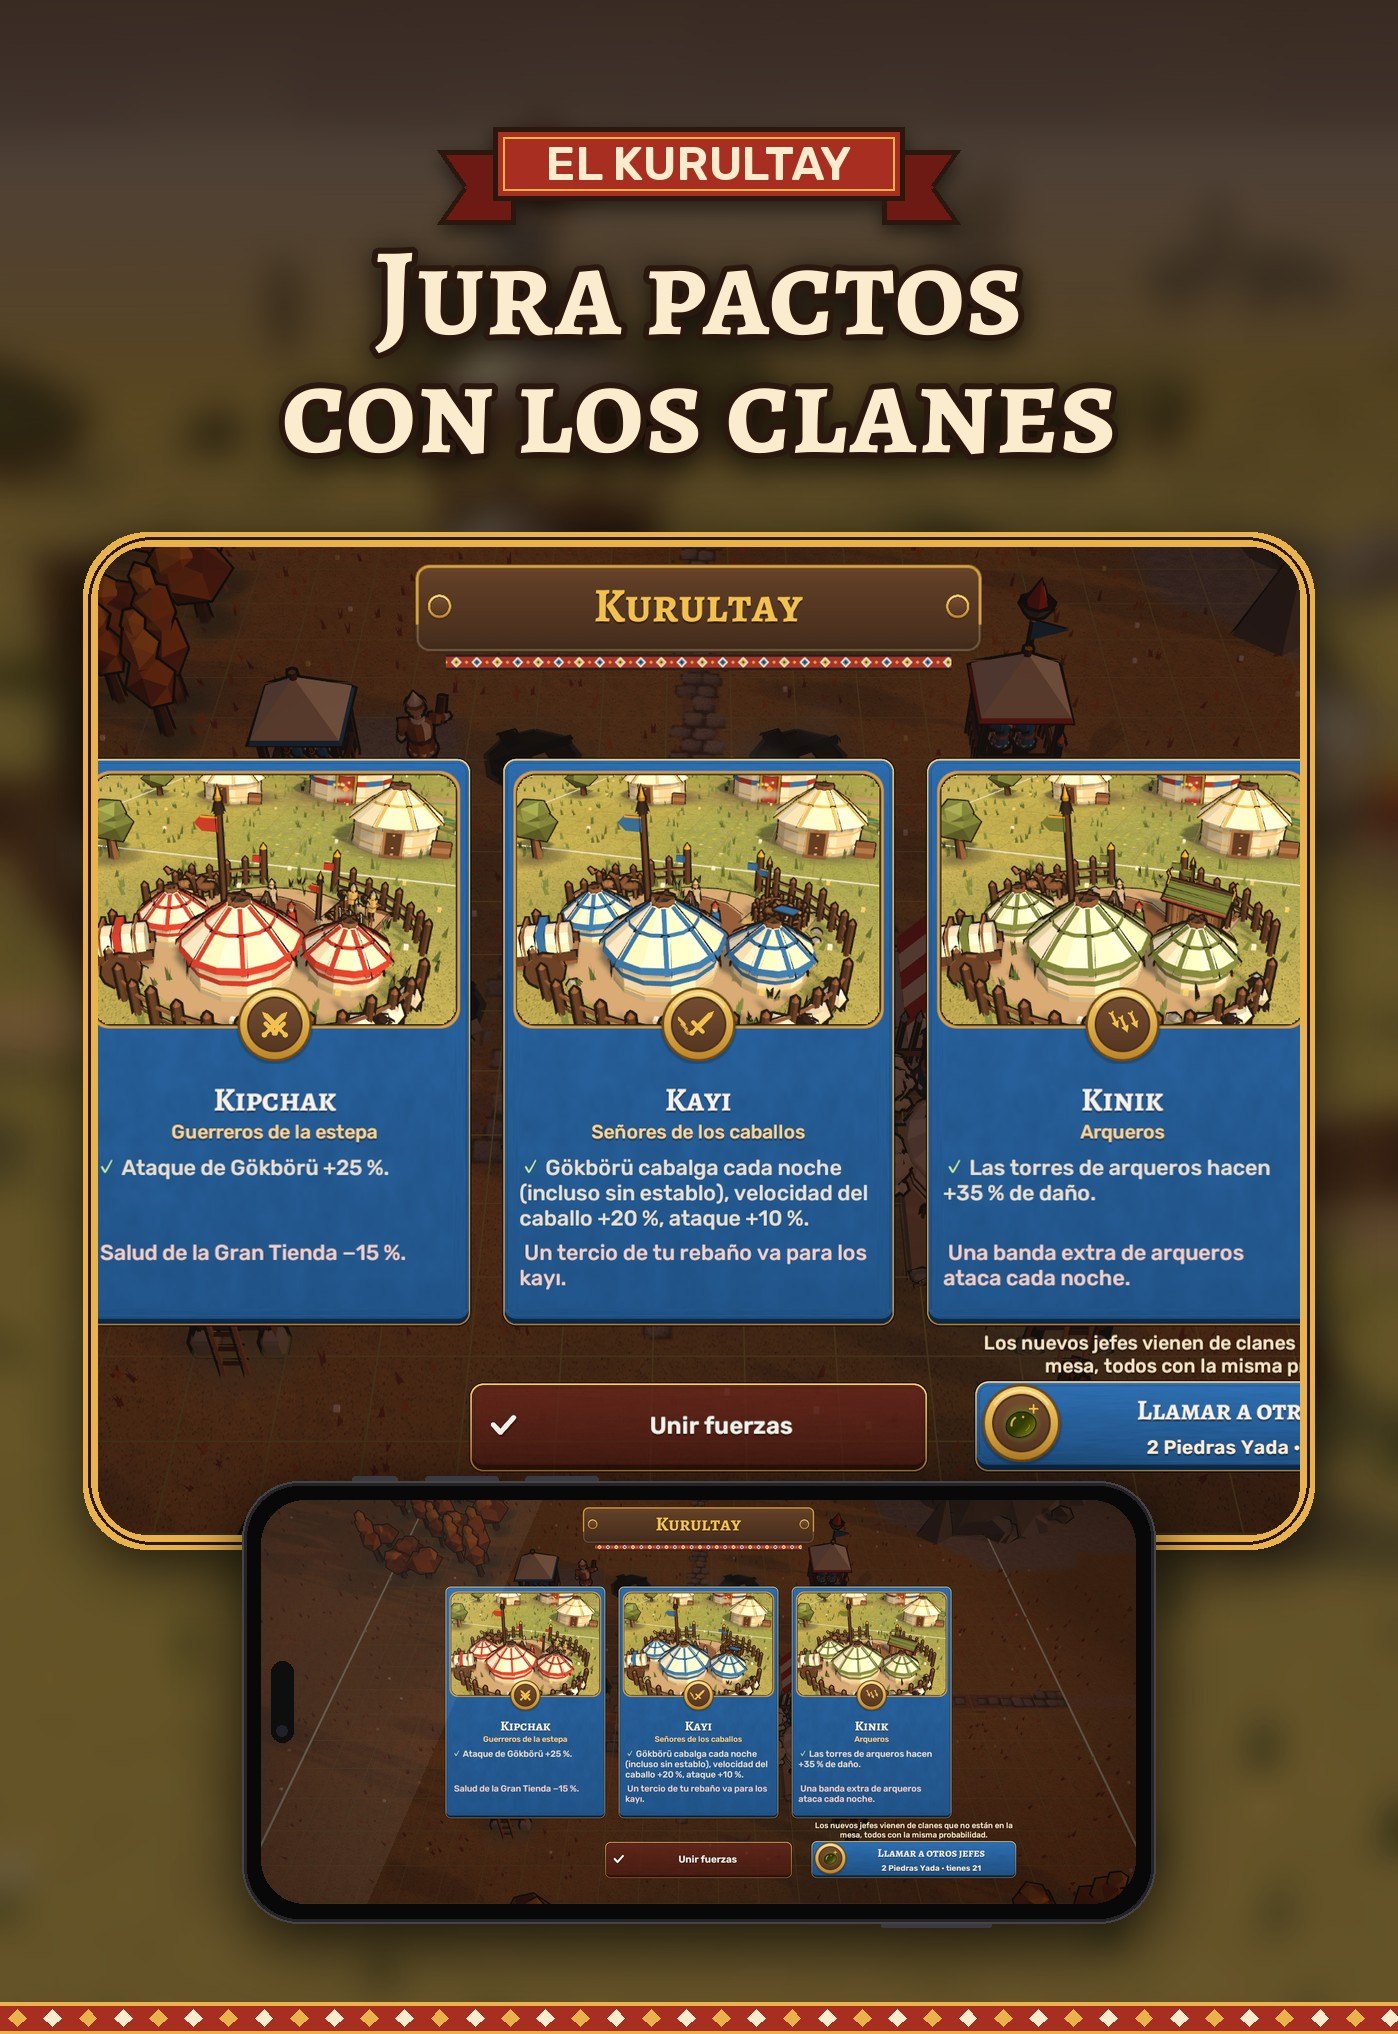 EL KURULTAY
JURA PACTOS
CON LOS CLANES
KURULTAY
KIPCHAK
Guerreros de la estepa
✓ Ataque de Gökbörü +25 %.
Salud de la Gran Tienda −15 %.
KAYI
Señores de los caballos
✓ Gökbörü cabalga cada noche
(incluso sin establo), velocidad del
caballo +20 %, ataque +10 %.
Un tercio de tu rebaño va para los
kayı.
KINIK
Arqueros
✓ Las torres de arqueros hacen
+35 % de daño.
Una banda extra de arqueros
ataca cada noche.
Los nuevos jefes vienen de clanes
mesa, todos con la misma p
✓ Unir fuerzas
LLAMAR A OTR
2 Piedras Yada •
KURULTAY
KIPCHAK
Guerreros de la estepa
✓ Ataque de Gökbörü +25 %.
Salud de la Gran Tienda −15 %.
KAYI
Señores de los caballos
✓ Gökbörü cabalga cada noche
(incluso sin establo), velocidad del
caballo +20 %, ataque +10 %.
Un tercio de tu rebaño va para los
kayı.
KINIK
Arqueros
✓ Las torres de arqueros hacen
+35 % de daño.
Una banda extra de arqueros
ataca cada noche.
Los nuevos jefes vienen de clanes que no están en la
mesa, todos con la misma probabilidad.
✓ Unir fuerzas
LLAMAR A OTROS JEFES
2 Piedras Yada • tienes 21